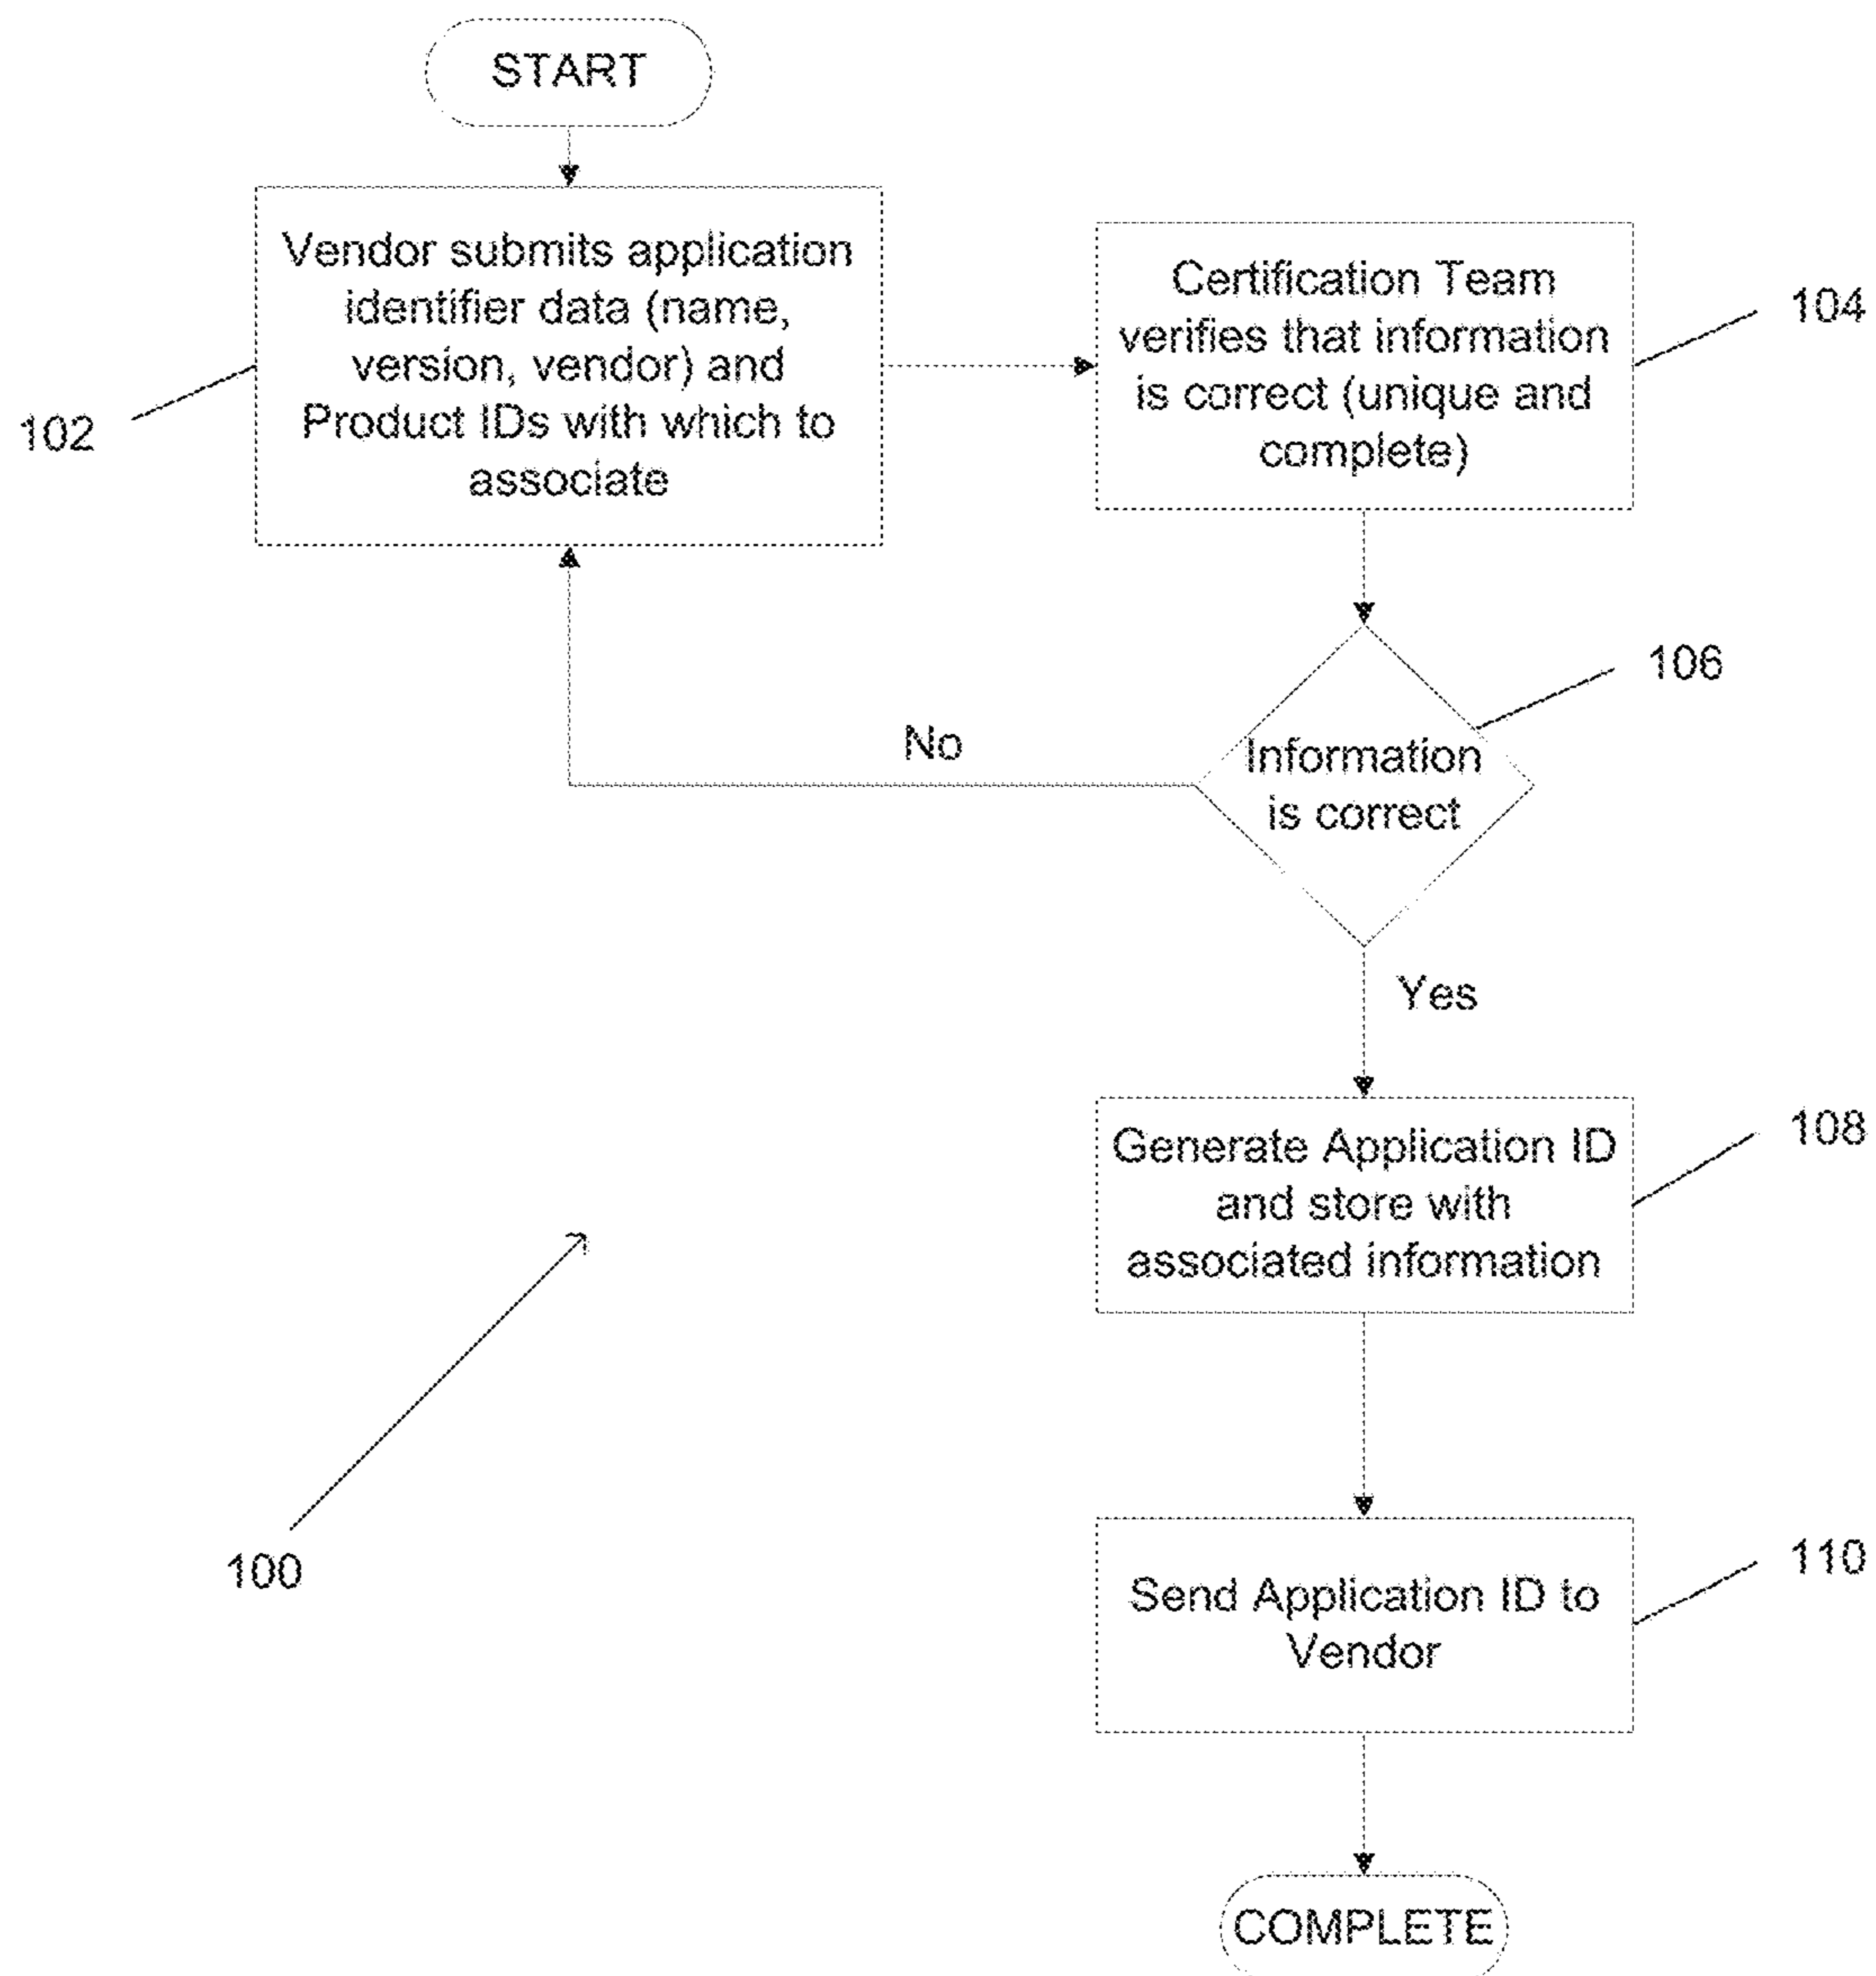 START
Vendor submits application
identifier data (name,
version, vendor) and
Product IDs with which to
associate
102
Certification Team
verifies that information
is correct (unique and
complete)
104
106
Information
is correct
No
Yes
Generate Application ID
and store with
associated information
108
100
Send Application ID to
Vendor
110
COMPLETE